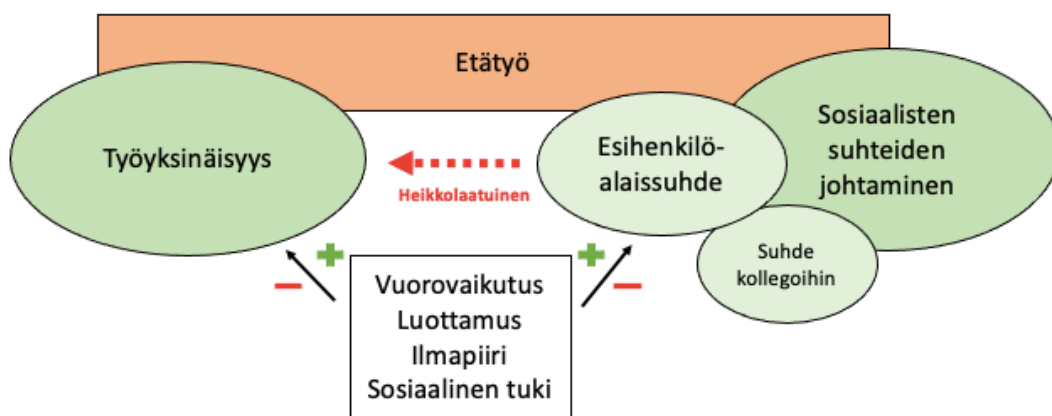 Etätyö
Työyksinäisyys
Heikkolaatuinen
Esihenkilö-
alaissuhde
Sosiaalisten
suhteiden
johtaminen
Suhde
kollegoihin
Vuorovaikutus
Luottamus
Ilmapiiri
Sosiaalinen tuki